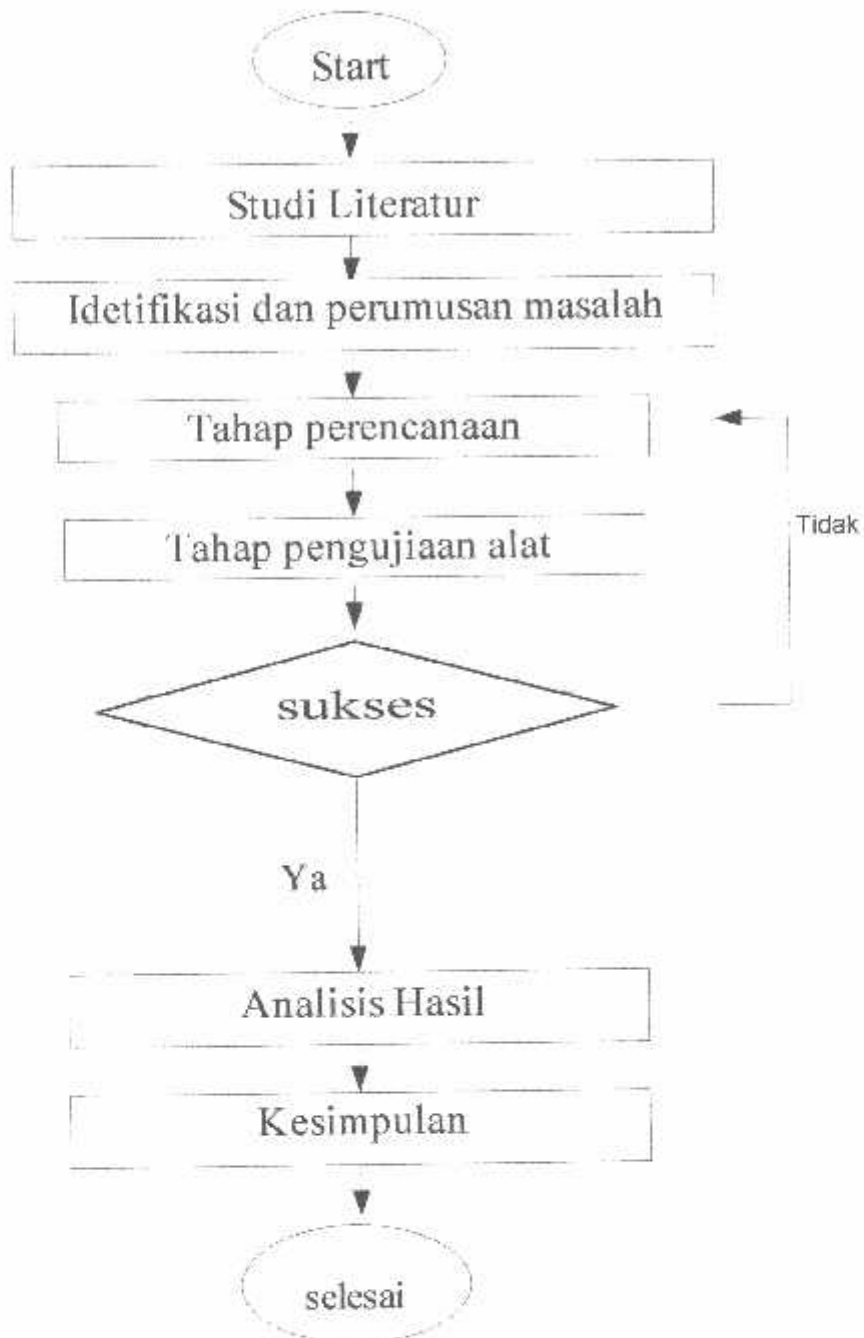 Start
Studi Literatur
Idetifikasi dan perumusan masalah
Tahap perencanaan
Tahap pengujiaan alat
Tidak
sukses
Ya
Analisis Hasil
Kesimpulan
selesai